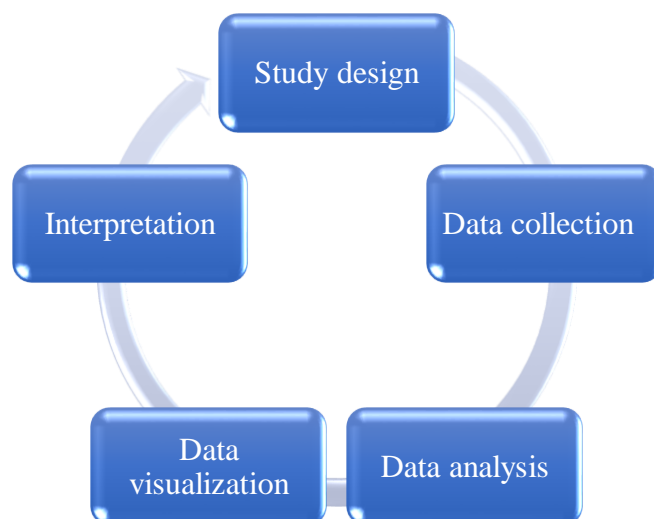 Study design
Data collection
Data analysis
Data
visualization
Interpretation